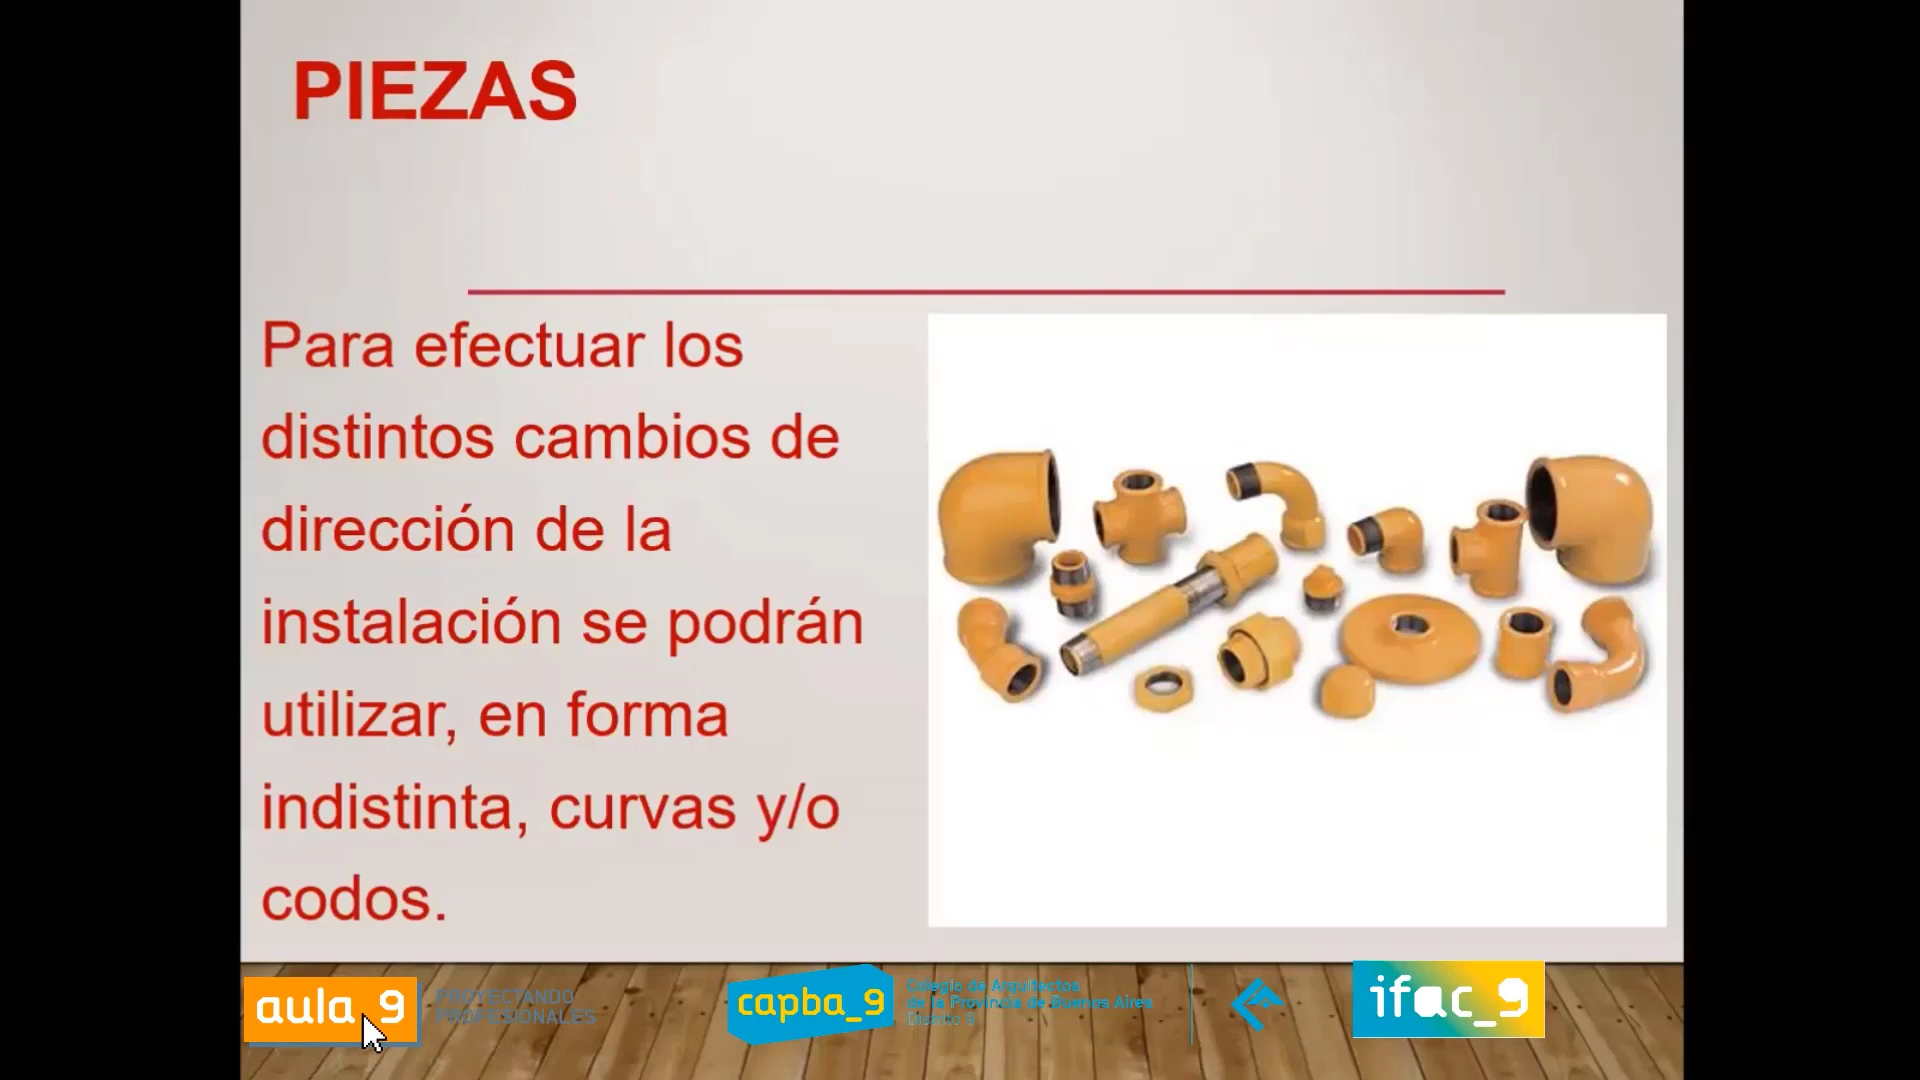 PIEZAS
Para efectuar los
distintos cambios de
dirección de la
instalación se podrán
utilizar, en forma
indistinta, curvas y/o
codos.
aula_9
PROYECTANDO
PROFESIONALES
capba_9
Colegio de Arquitectos
de la Provincia de Buenos Aires
Distrito 9
ifac_9